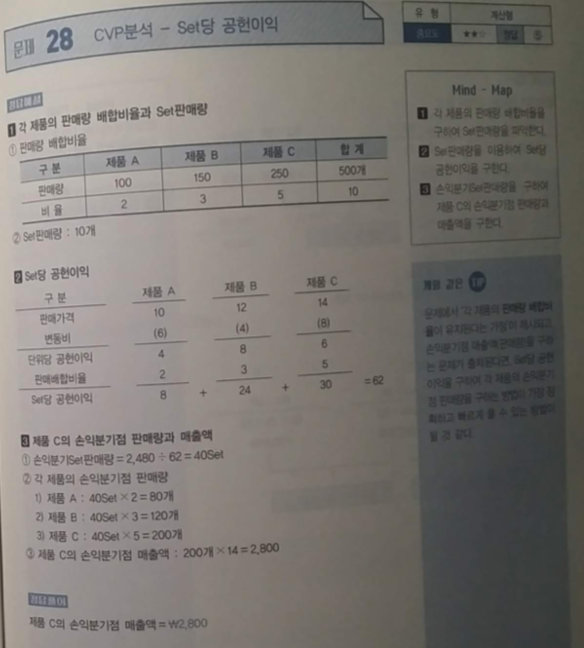 문제 28 CVP분석 - Set당 공헌이익
유 형 계산형
중요도 ★★☆ 정답 ⑤
정답해설
1 각 제품의 판매량 배합비율과 Set판매량
① 판매량 배합비율
구 분 제품 A 제품 B 제품 C 합 계
판매량 100 150 250 500개
비 율 2 3 5 10
② Set판매량 : 10개
2 Set당 공헌이익
구 분 제품 A 제품 B 제품 C
판매가격 10 12 14
변동비 (6) (4) (8)
단위당 공헌이익 4 8 6
판매배합비율 2 3 5
Set당 공헌이익 8 + 24 + 30 =62
3 제품 C의 손익분기점 판매량과 매출액
① 손익분기Set판매량 = 2,480 ÷ 62 = 40Set
② 각 제품의 손익분기점 판매량
1) 제품 A : 40Set × 2 = 80개
2) 제품 B : 40Set × 3 = 120개
3) 제품 C : 40Set × 5 = 200개
③ 제품 C의 손익분기점 매출액 : 200개 × 14 = 2,800
정답풀이
제품 C의 손익분기점 매출액 = ₩2,800
Mind - Map
1 각 제품의 판매량 배합비율을
구하여 Set판매량을 파악한다.
2 Set판매량을 이용하여 Set당
공헌이익을 구한다.
3 손익분기Set판매량을 구하여
제품 C의 손익분기점 판매량과
매출액을 구한다.
깨알 같은 TIP
문제에서 '각 제품의 판매량 배합비
율이 유지된다는 가정'이 제시되고,
손익분기점 매출액·판매량을 구하
는 문제가 출제된다면, Set당 공헌
이익을 구하여 각 제품의 손익분기
점 판매량을 구하는 방법이 가장 정
확하고 빠르게 풀 수 있는 방법이
될 것 같다.